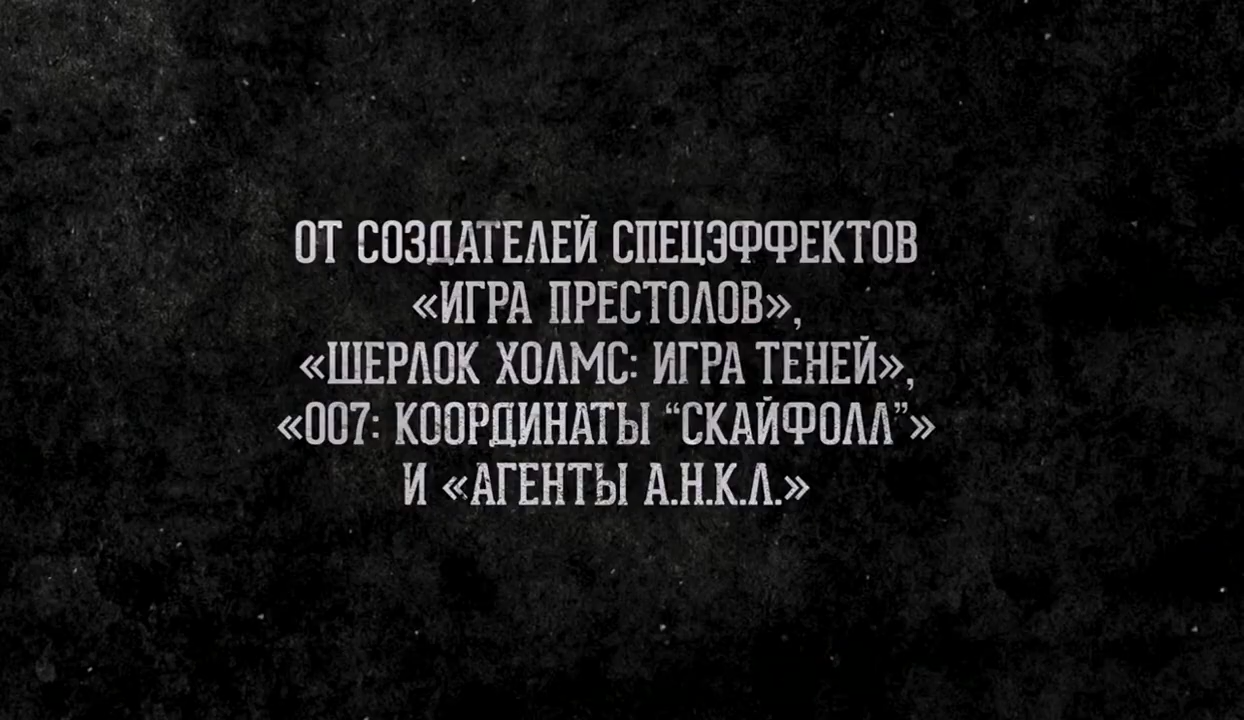 ОТ СОЗДАТЕЛЕЙ СПЕЦЭФФЕКТОВ
«ИГРА ПРЕСТОЛОВ»,
«ШЕРЛОК ХОЛМС: ИГРА ТЕНЕЙ»,
«007: КООРДИНАТЫ “СКАЙФОЛЛ”»
И «АГЕНТЫ А.Н.К.Л.»